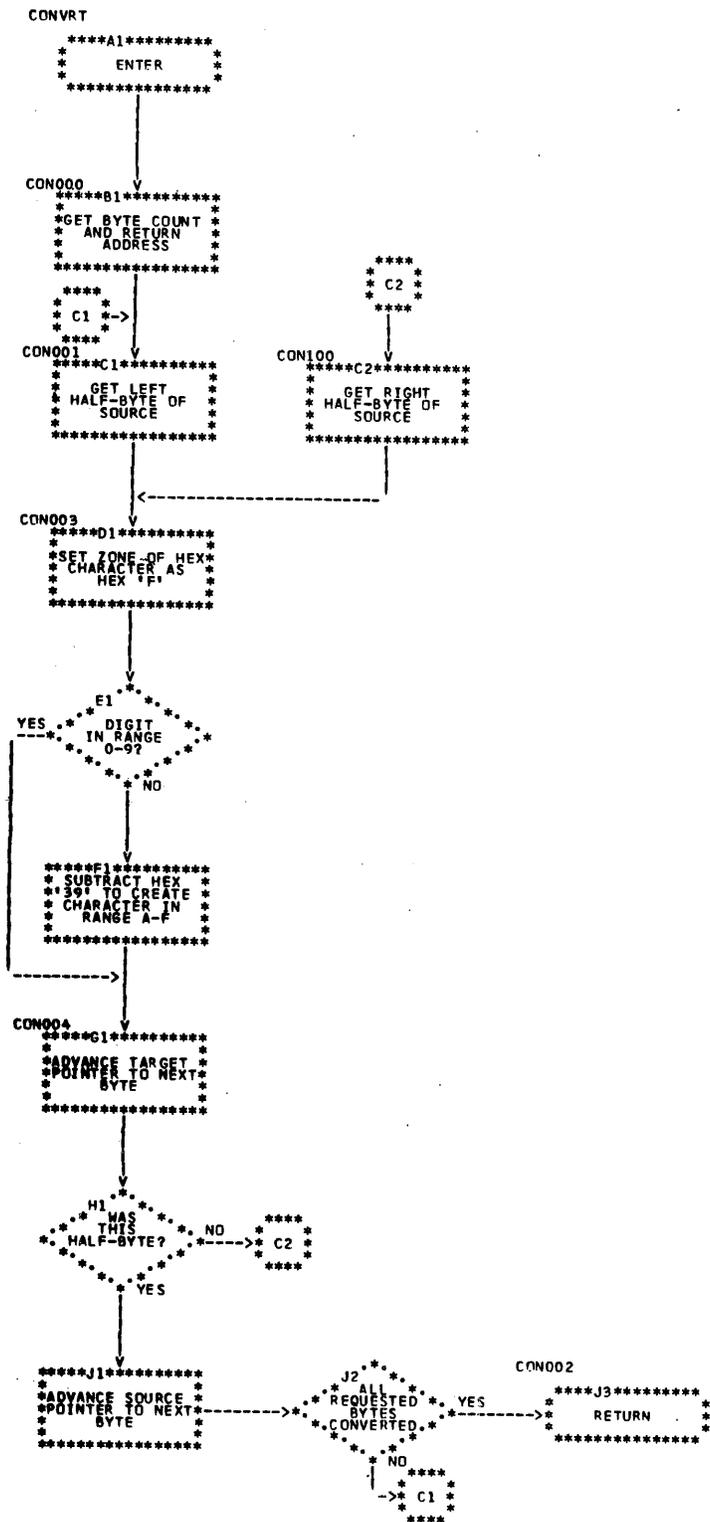 CONVRT
A1
ENTER
CON000
B1
GET BYTE COUNT
AND RETURN
ADDRESS
C1
C2
CON001
C1
GET LEFT
HALF-BYTE OF
SOURCE
CON100
C2
GET RIGHT
HALF-BYTE OF
SOURCE
CON003
D1
SET ZONE OF HEX
CHARACTER AS
HEX 'F'
E1
YES
DIGIT
IN RANGE
0-9?
NO
F1
SUBTRACT HEX
'39' TO CREATE
CHARACTER IN
RANGE A-F
CON004
G1
ADVANCE TARGET
POINTER TO NEXT
BYTE
H1
WAS
THIS
HALF-BYTE?
NO
C2
YES
J1
ADVANCE SOURCE
POINTER TO NEXT
BYTE
J2
ALL
REQUESTED
BYTES
CONVERTED
YES
NO
C1
CON002
J3
RETURN